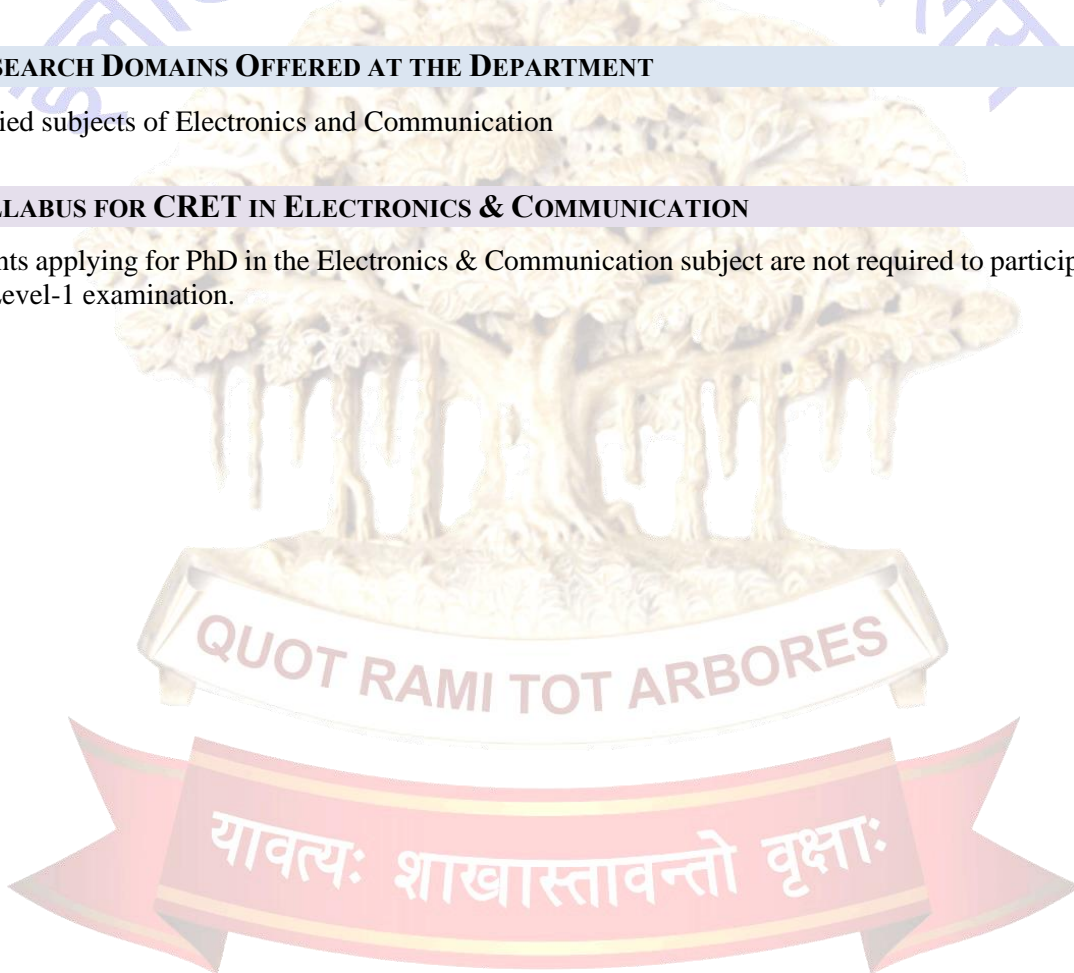 SEARCH DOMAINS OFFERED AT THE DEPARTMENT
ied subjects of Electronics and Communication
LLABUS FOR CRET IN ELECTRONICS & COMMUNICATION
nts applying for PhD in the Electronics & Communication subject are not required to particip
Level-1 examination.
QUOT RAMI TOT ARBORES
यावत्यः शाखास्तावन्तो वृक्षाः